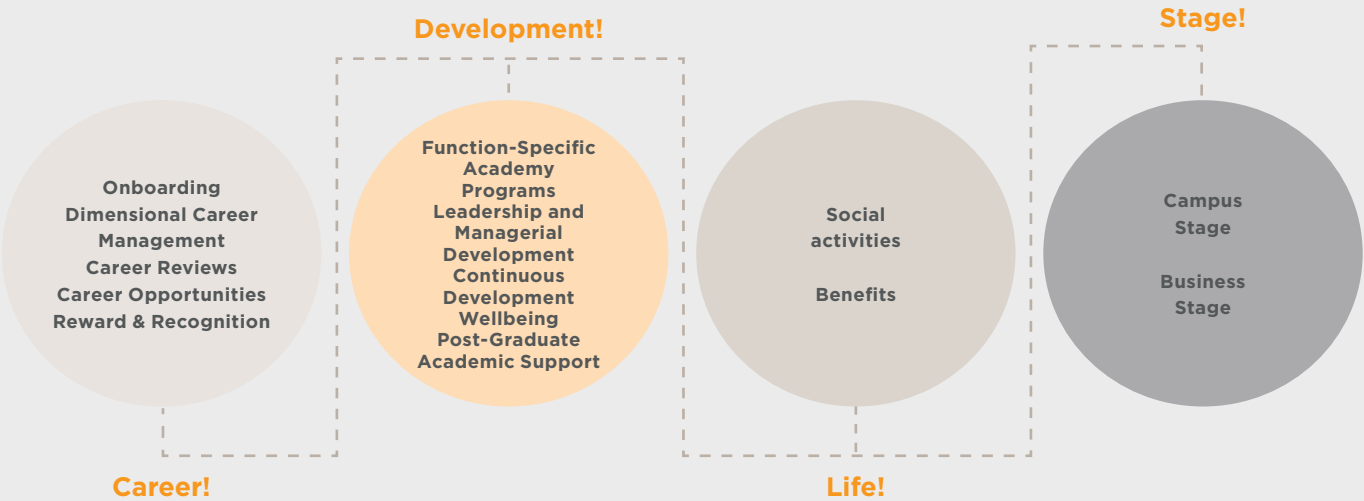 Development!
Stage!
Onboarding
Dimensional Career
Management
Career Reviews
Career Opportunities
Reward & Recognition
Function-Specific
Academy
Programs
Leadership and
Managerial
Development
Continuous
Development
Wellbeing
Post-Graduate
Academic Support
Social
activities
Benefits
Campus
Stage
Business
Stage
Career!
Life!